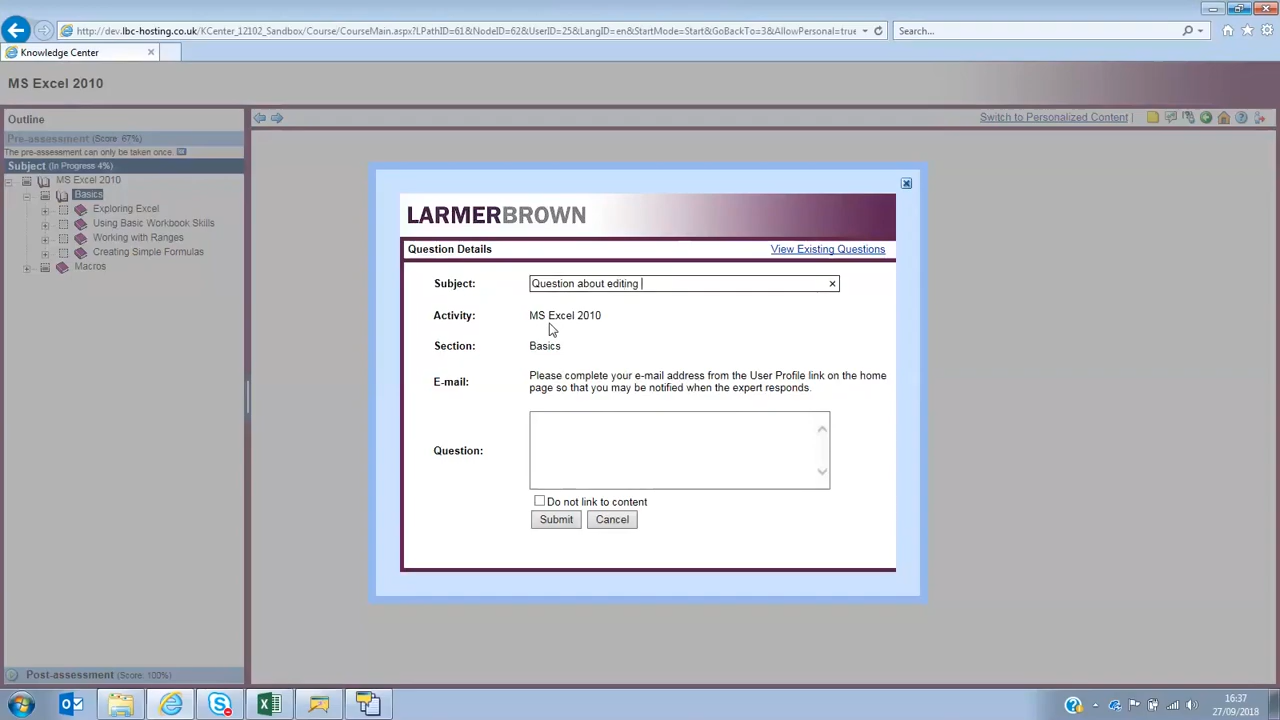 http://dev.lbc-hosting.co.uk/KCenter_12102_Sandbox/Course/CourseMain.aspx?LPathID=61&NodeID=62&UserID=25&LangID=en&StartMode=Start&GoBackTo=3&AllowPersonal=true
Search...
Knowledge Center
MS Excel 2010
Outline
Switch to Personalized Content
Pre-assessment (Score: 67%)
The pre-assessment can only be taken once.
Subject (In Progress 4%)
MS Excel 2010
Basics
Exploring Excel
Using Basic Workbook Skills
Working with Ranges
Creating Simple Formulas
Macros
LARMERBROWN
Question Details
View Existing Questions
Subject: Question about editing
Activity: MS Excel 2010
Section: Basics
E-mail: Please complete your e-mail address from the User Profile link on the home
page so that you may be notified when the expert responds.
Question:
Do not link to content
Submit Cancel
Post-assessment (Score: 100%)
16:37
27/09/2018